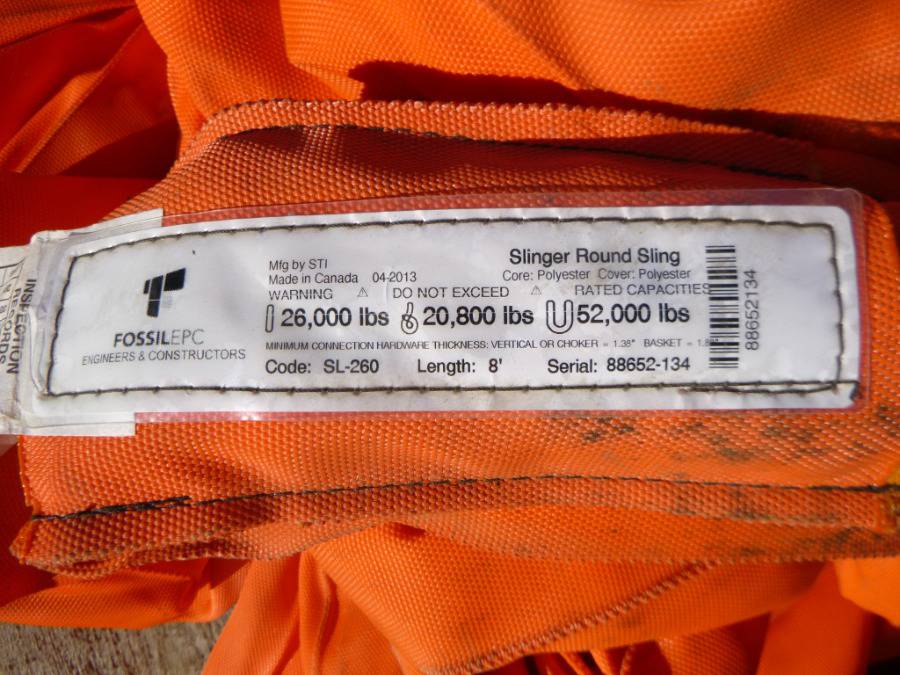 INSPECTION
RECORDS
FOSSILEPC
ENGINEERS & CONSTRUCTORS
Mfg by STI
Made in Canada 04-2013
Slinger Round Sling
Core: Polyester Cover: Polyester
WARNING ⚠ DO NOT EXCEED ⚠ RATED CAPACITIES
26,000 lbs 20,800 lbs 52,000 lbs
MINIMUM CONNECTION HARDWARE THICKNESS: VERTICAL OR CHOKER = 1.38" BASKET =
Code: SL-260 Length: 8' Serial: 88652-134
88652134